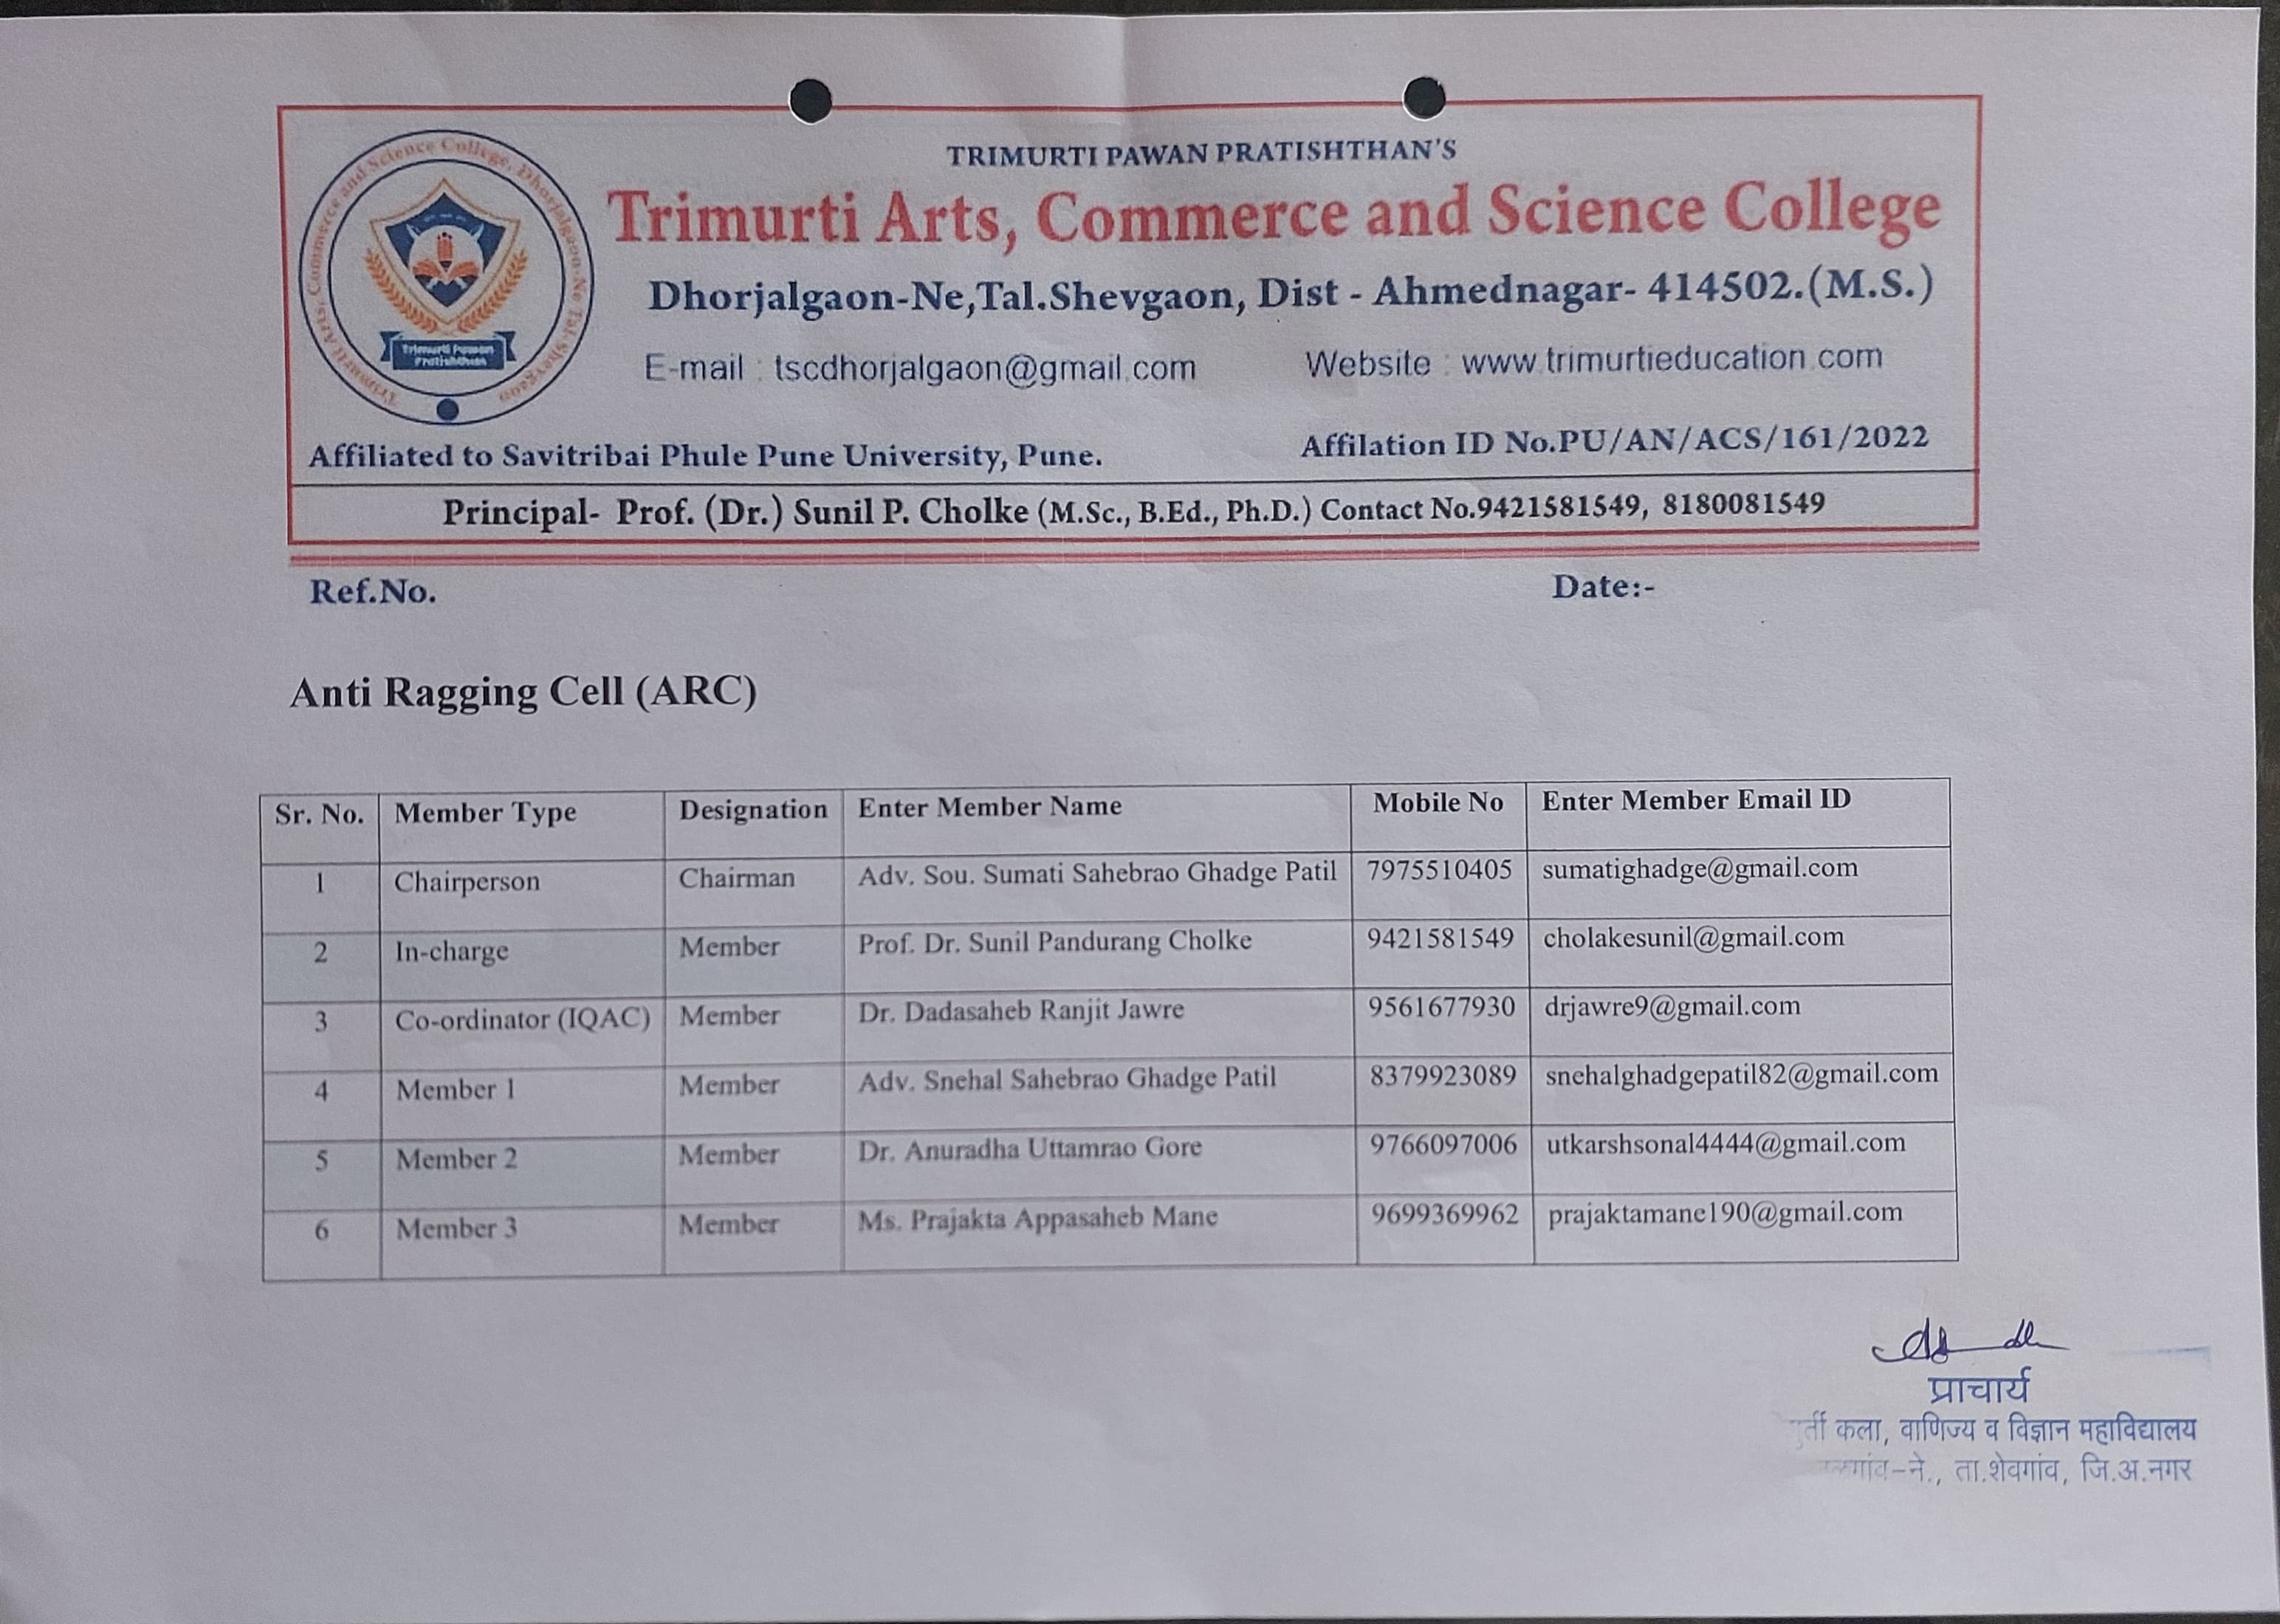 TRIMURTI PAWAN PRATISHTHAN'S
Trimurti Arts, Commerce and Science College
Dhorjalgaon-Ne,Tal.Shevgaon, Dist - Ahmednagar- 414502.(M.S.)
E-mail : tscdhorjalgaon@gmail.com Website : www.trimurtieducation.com
Trimurti Arts, Commerce and Science College, Dhorjalgaon-Ne Tal.Shevgaon
Trimurti Pawan
Pratishthan
Affiliated to Savitribai Phule Pune University, Pune. Affilation ID No.PU/AN/ACS/161/2022
Principal- Prof. (Dr.) Sunil P. Cholke (M.Sc., B.Ed., Ph.D.) Contact No.9421581549, 8180081549
Ref.No. Date:-
Anti Ragging Cell (ARC)
Sr. No. Member Type Designation Enter Member Name Mobile No Enter Member Email ID
1 Chairperson Chairman Adv. Sou. Sumati Sahebrao Ghadge Patil 7975510405 sumatighadge@gmail.com
2 In-charge Member Prof. Dr. Sunil Pandurang Cholke 9421581549 cholakesunil@gmail.com
3 Co-ordinator (IQAC) Member Dr. Dadasaheb Ranjit Jawre 9561677930 drjawre9@gmail.com
4 Member 1 Member Adv. Snehal Sahebrao Ghadge Patil 8379923089 snehalghadgepatil82@gmail.com
5 Member 2 Member Dr. Anuradha Uttamrao Gore 9766097006 utkarshsonal4444@gmail.com
6 Member 3 Member Ms. Prajakta Appasaheb Mane 9699369962 prajaktamane190@gmail.com
प्राचार्य
कला, वाणिज्य व विज्ञान महाविद्यालय
ता.शेवगांव, जि.अ.नगर